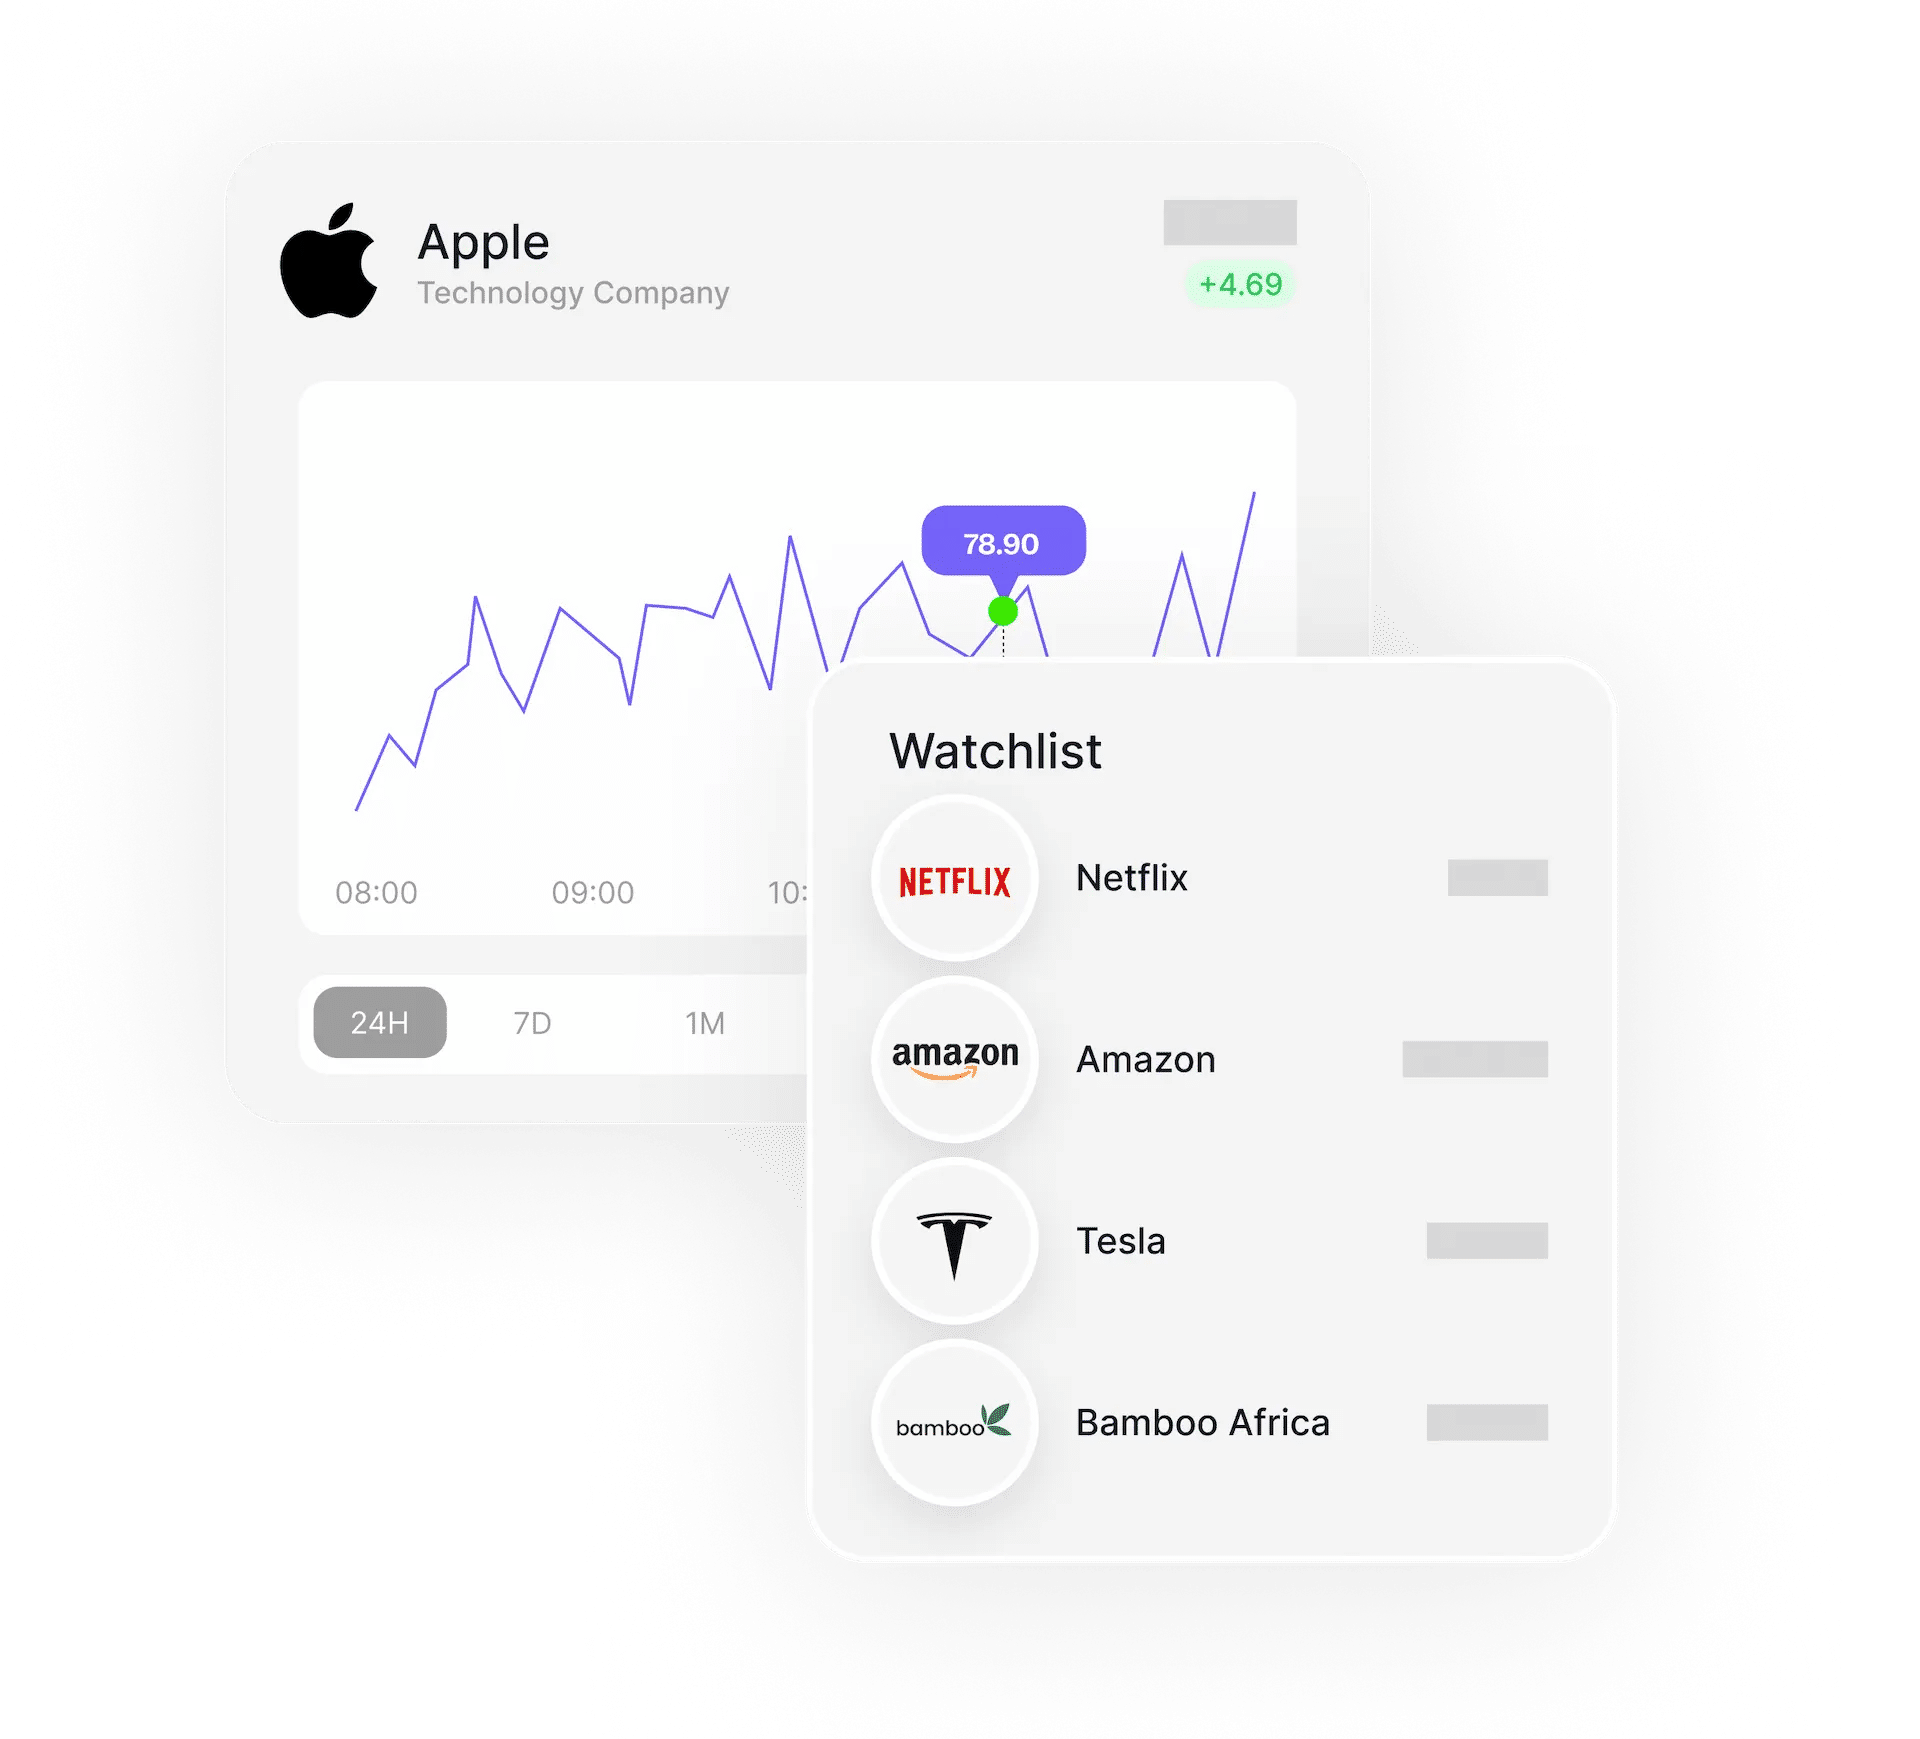 Apple
Technology Company
+4.69
78.90
08:00 09:00 10:
24H 7D 1M
Watchlist
NETFLIX Netflix
amazon Amazon
Tesla
bamboo Bamboo Africa